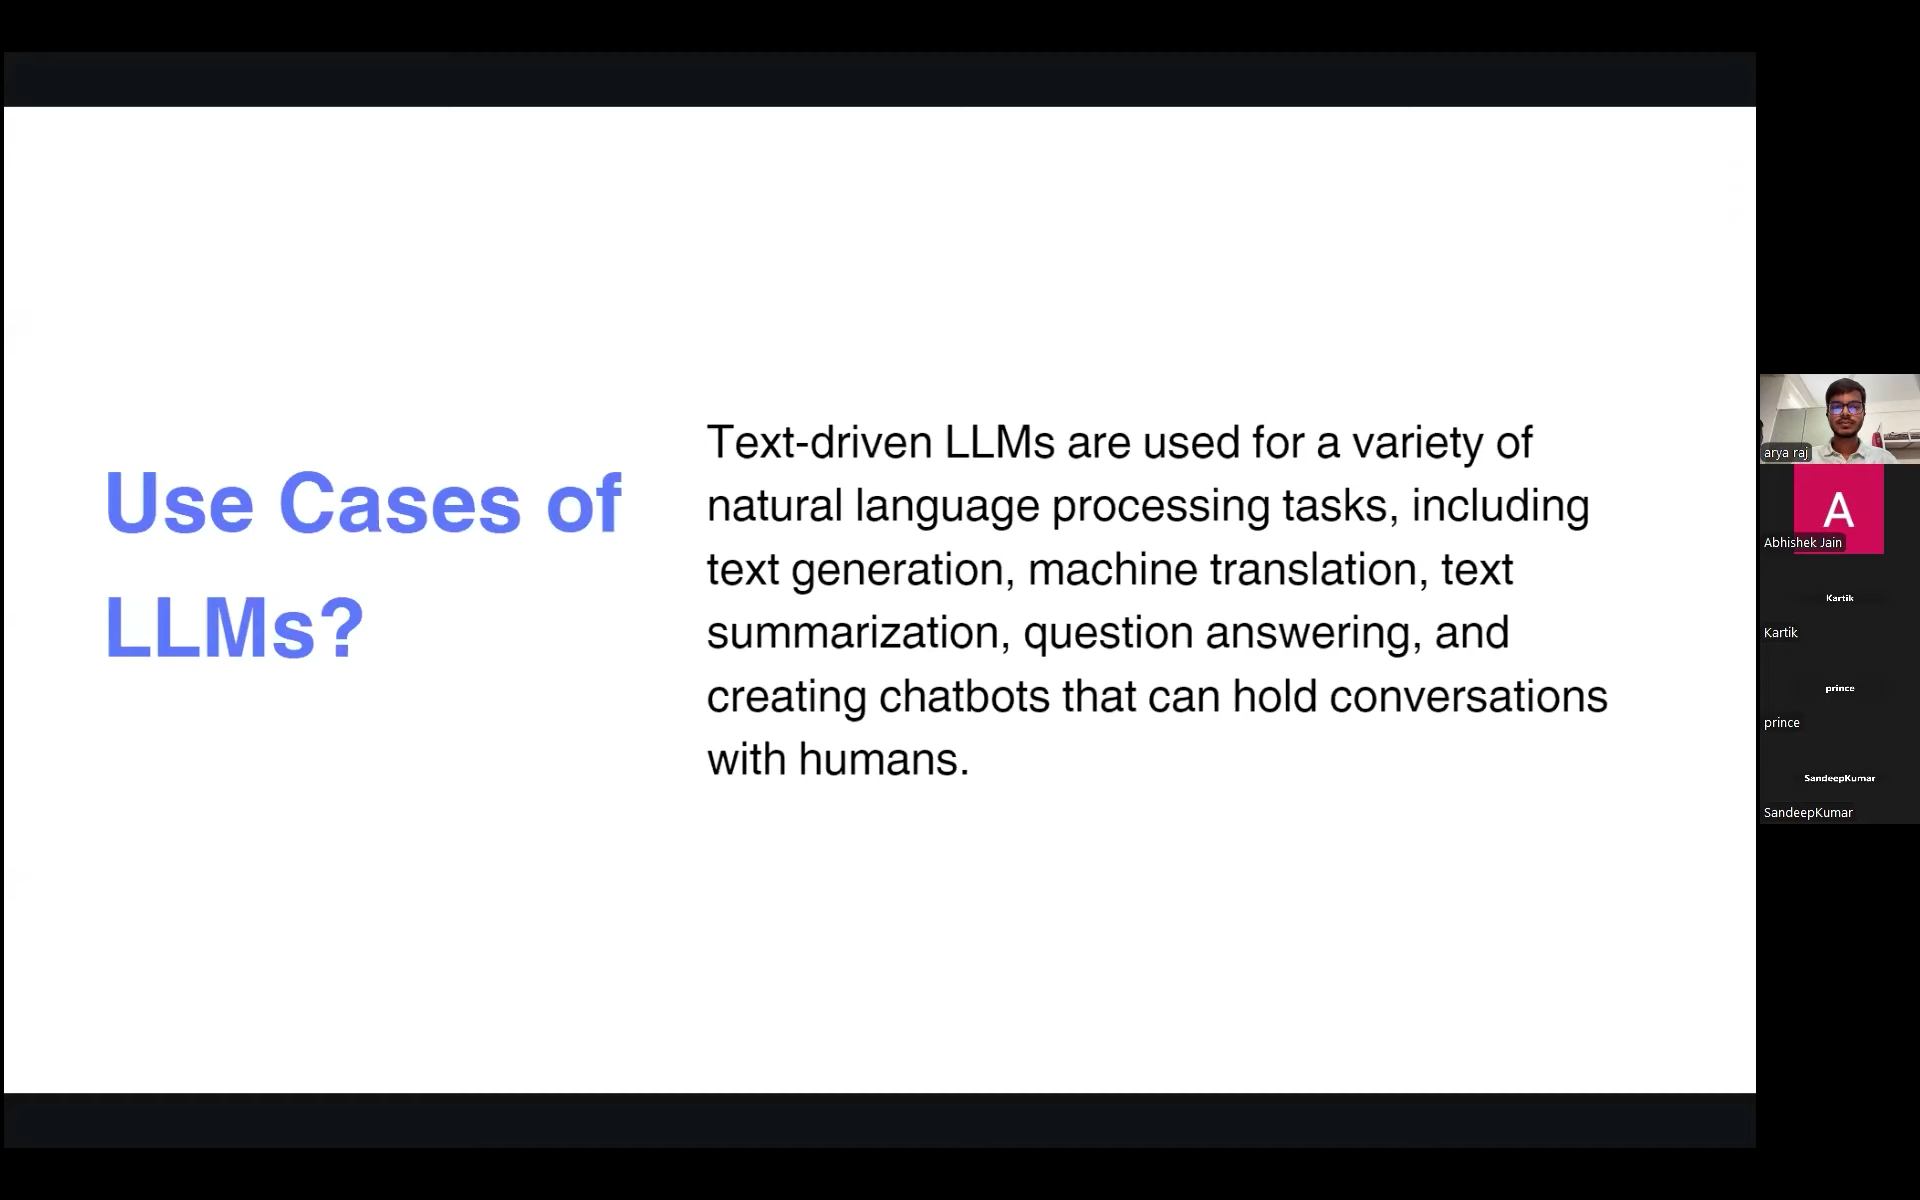 Use Cases of
LLMs?
Text-driven LLMs are used for a variety of
natural language processing tasks, including
text generation, machine translation, text
summarization, question answering, and
creating chatbots that can hold conversations
with humans.
arya raj
A
Abhishek Jain
Kartik
Kartik
prince
prince
SandeepKumar
SandeepKumar